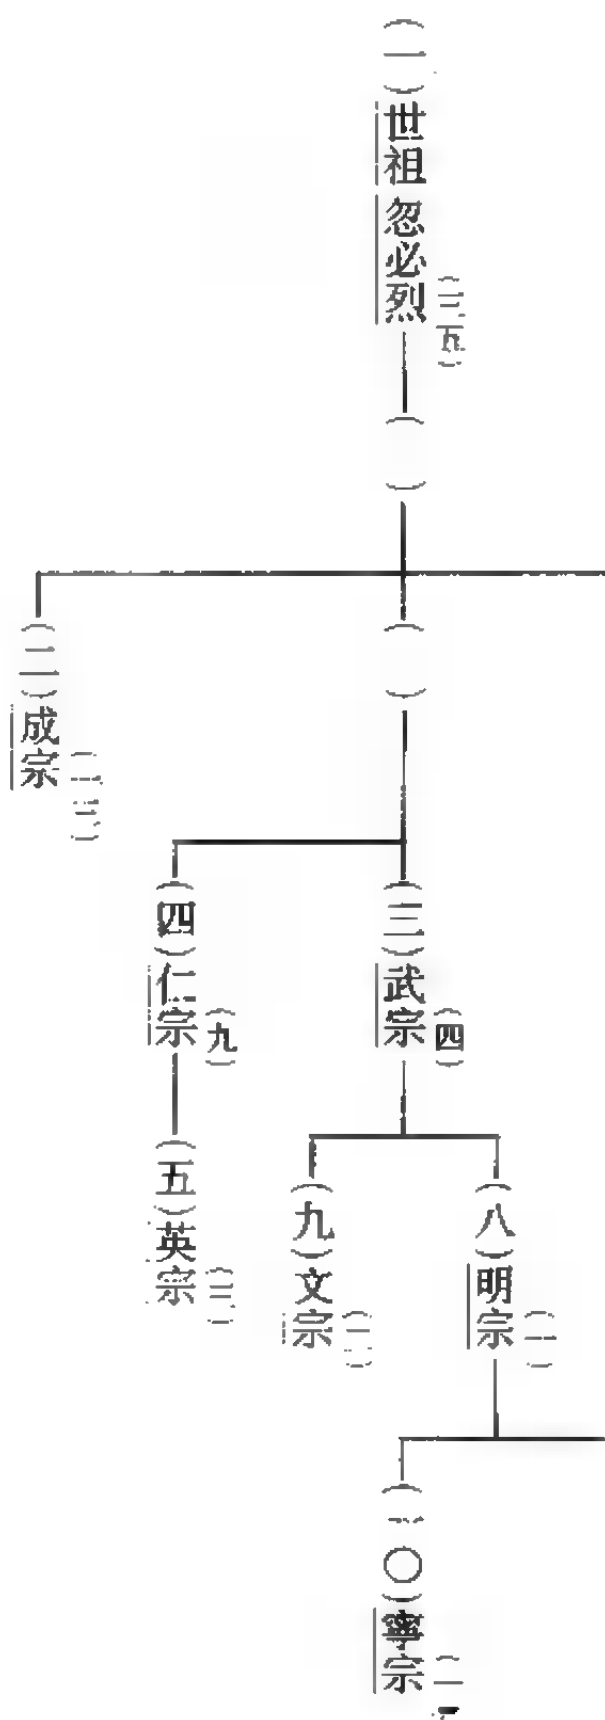 （一）世祖忽必烈
（三五）
（　）
（　）
（二）成宗
（一三）
（三）武宗
（四）
（四）仁宗
（九）
（五）英宗
（三）
（八）明宗
（一）
（九）文宗
（一〇）寧宗